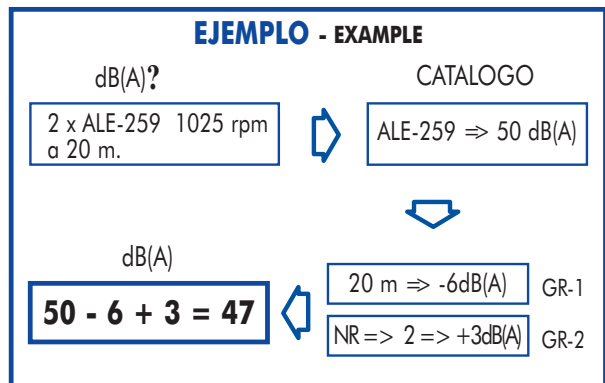 EJEMPLO - EXAMPLE
dB(A)?
2 x ALE-259 1025 rpm
a 20 m.
CATALOGO
ALE-259 ⇒ 50 dB(A)
20 m ⇒ -6dB(A) GR-1
NR => 2 => +3dB(A) GR-2
dB(A)
50 - 6 + 3 = 47